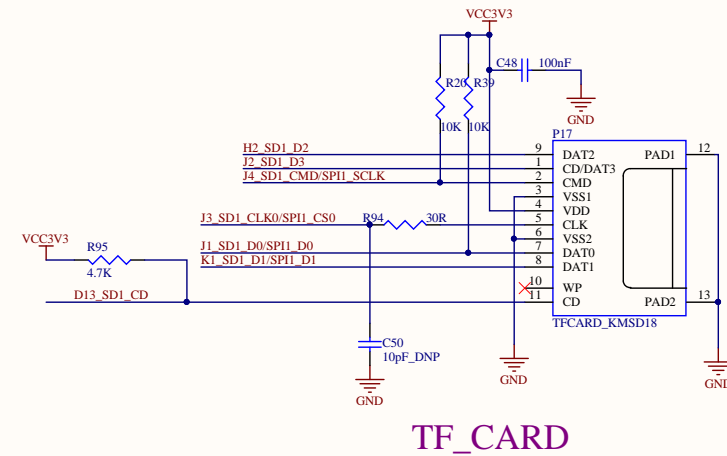 VCC3V3
C48 100nF
R26 R39
10K 10K
GND
P17
H2_SD1_D2 9 DAT2 PAD1 12
J2_SD1_D3 1 CD/DAT3
J4_SD1_CMD/SPI1_SCLK 2 CMD
3 VSS1
4 VDD
J3_SD1_CLK0/SPI1_CS0 R94 30R 5 CLK
6 VSS2
VCC3V3
R95
4.7K
J1_SD1_D0/SPI1_D0 7 DAT0
K1_SD1_D1/SPI1_D1 8 DAT1
10 WP
D13_SD1_CD 11 CD PAD2 13
TFCARD_KMSD18
C50
10pF_DNP
GND
GND
GND
TF_CARD